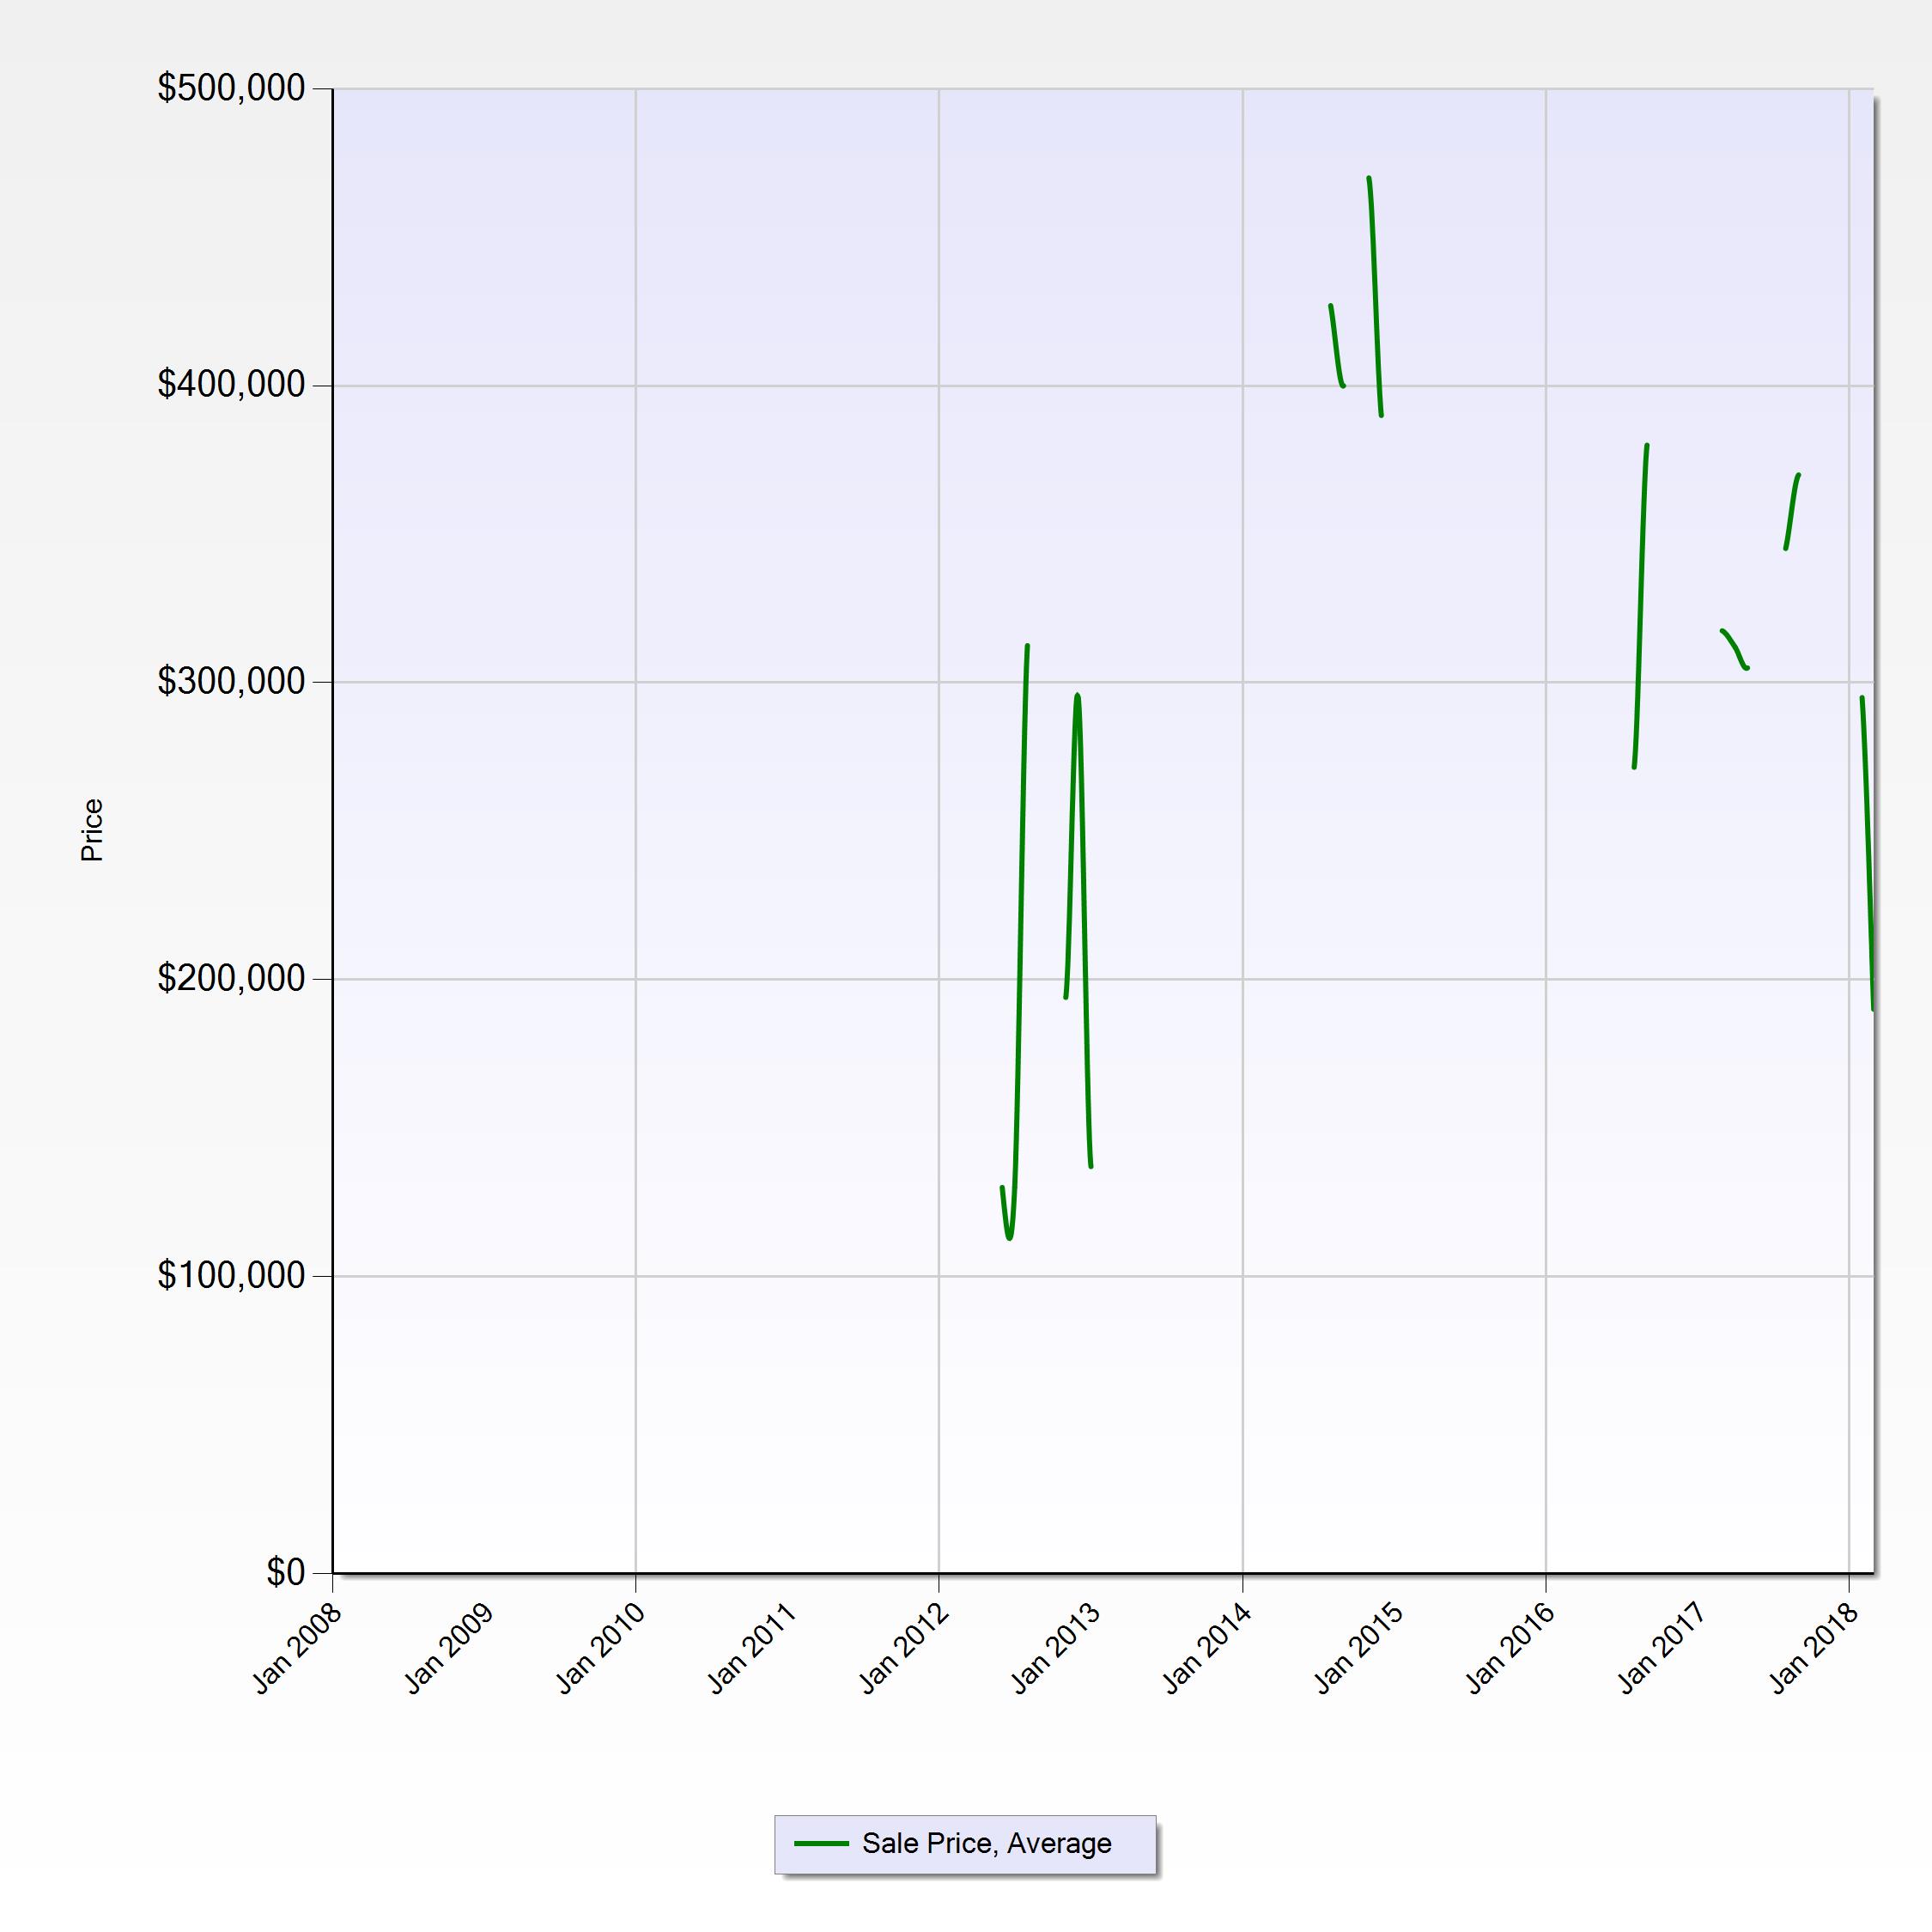 $500,000
$400,000
$300,000
$200,000
$100,000
$0
Price
Jan 2008
Jan 2009
Jan 2010
Jan 2011
Jan 2012
Jan 2013
Jan 2014
Jan 2015
Jan 2016
Jan 2017
Jan 2018
Sale Price, Average